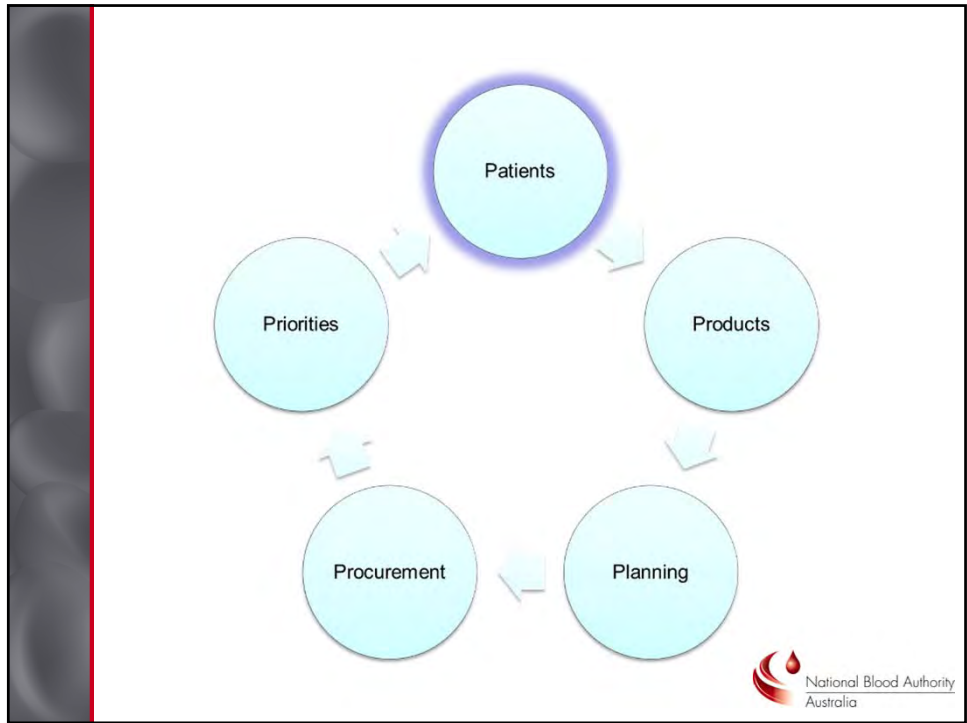 Patients
Products
Planning
Procurement
Priorities
National Blood Authority
Australia